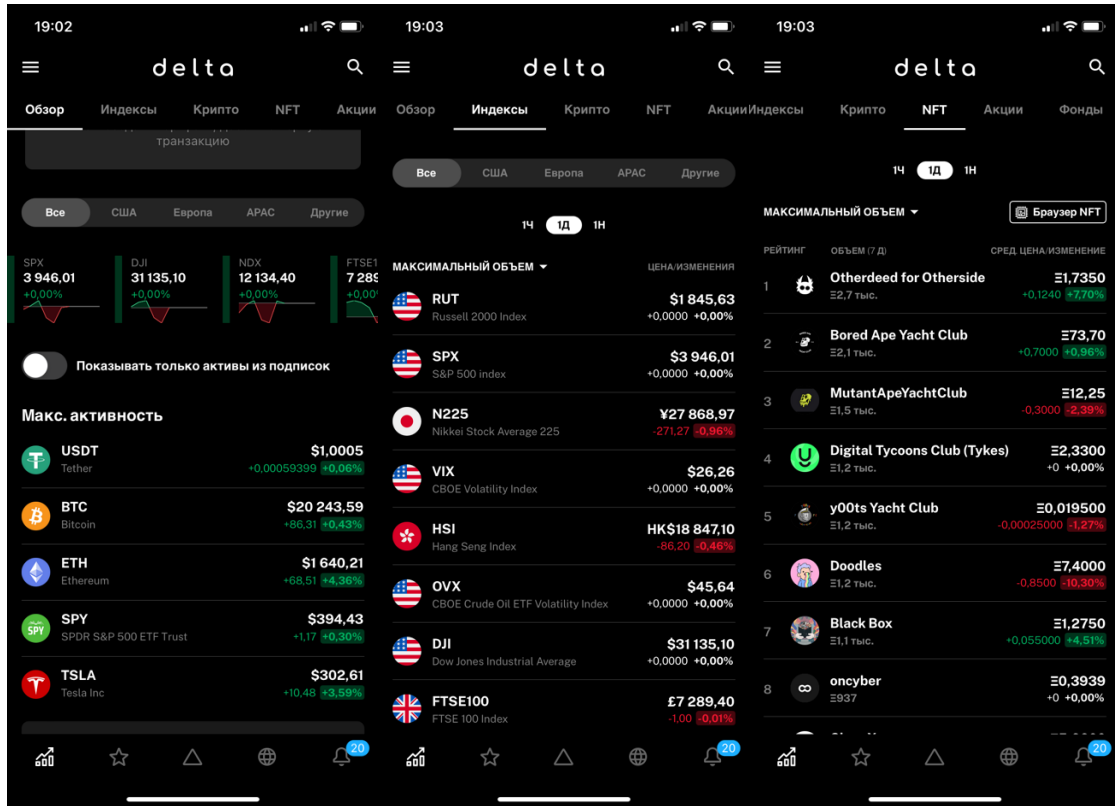 19:02
delta
Обзор Индексы Крипто NFT Акции
транзакцию
Все США Европа APAC Другие
SPX DJI NDX FTSE1
3 946,01 31 135,10 12 134,40 7 289
+0,00% +0,00% +0,00% +0,00
Показывать только активы из подписок
Макс. активность
USDT $1,0005
Tether +0,00059399 +0,06%
BTC $20 243,59
Bitcoin +86,31 +0,43%
ETH $1 640,21
Ethereum +68,51 +4,36%
SPY
SPY $394,43
SPDR S&P 500 ETF Trust +1,17 +0,30%
TSLA $302,61
Tesla Inc +10,48 +3,59%
20
19:03
delta
Обзор Индексы Крипто NFT Акции
Все США Европа APAC Другие
1Ч 1Д 1Н
МАКСИМАЛЬНЫЙ ОБЪЕМ ЦЕНА/ИЗМЕНЕНИЯ
RUT $1 845,63
Russell 2000 Index +0,0000 +0,00%
SPX $3 946,01
S&P 500 index +0,0000 +0,00%
N225 ¥27 868,97
Nikkei Stock Average 225 -271,27 -0,96%
VIX $26,26
CBOE Volatility Index +0,0000 +0,00%
HSI HK$18 847,10
Hang Seng Index -86,20 -0,46%
OVX $45,64
CBOE Crude Oil ETF Volatility Index +0,0000 +0,00%
DJI $31 135,10
Dow Jones Industrial Average +0,0000 +0,00%
FTSE100 £7 289,40
FTSE 100 Index -1,00 -0,01%
20
19:03
delta
Индексы Крипто NFT Акции Фонды
1Ч 1Д 1Н
МАКСИМАЛЬНЫЙ ОБЪЕМ Браузер NFT
РЕЙТИНГ ОБЪЕМ (7 Д) СРЕД. ЦЕНА/ИЗМЕНЕНИЕ
1 Otherdeed for Otherside Ξ1,7350
Ξ2,7 тыс. +0,1240 +7,70%
2 Bored Ape Yacht Club Ξ73,70
Ξ2,1 тыс. +0,7000 +0,96%
3 MutantApeYachtClub Ξ12,25
Ξ1,5 тыс. -0,3000 -2,39%
4 Digital Tycoons Club (Tykes) Ξ2,3300
Ξ1,2 тыс. +0 +0,00%
5 y00ts Yacht Club Ξ0,019500
Ξ1,2 тыс. -0,00025000 -1,27%
6 Doodles Ξ7,4000
Ξ1,2 тыс. -0,8500 -10,30%
7 Black Box Ξ1,2750
Ξ1,1 тыс. +0,055000 +4,51%
8 oncyber Ξ0,3939
Ξ937 +0 +0,00%
20